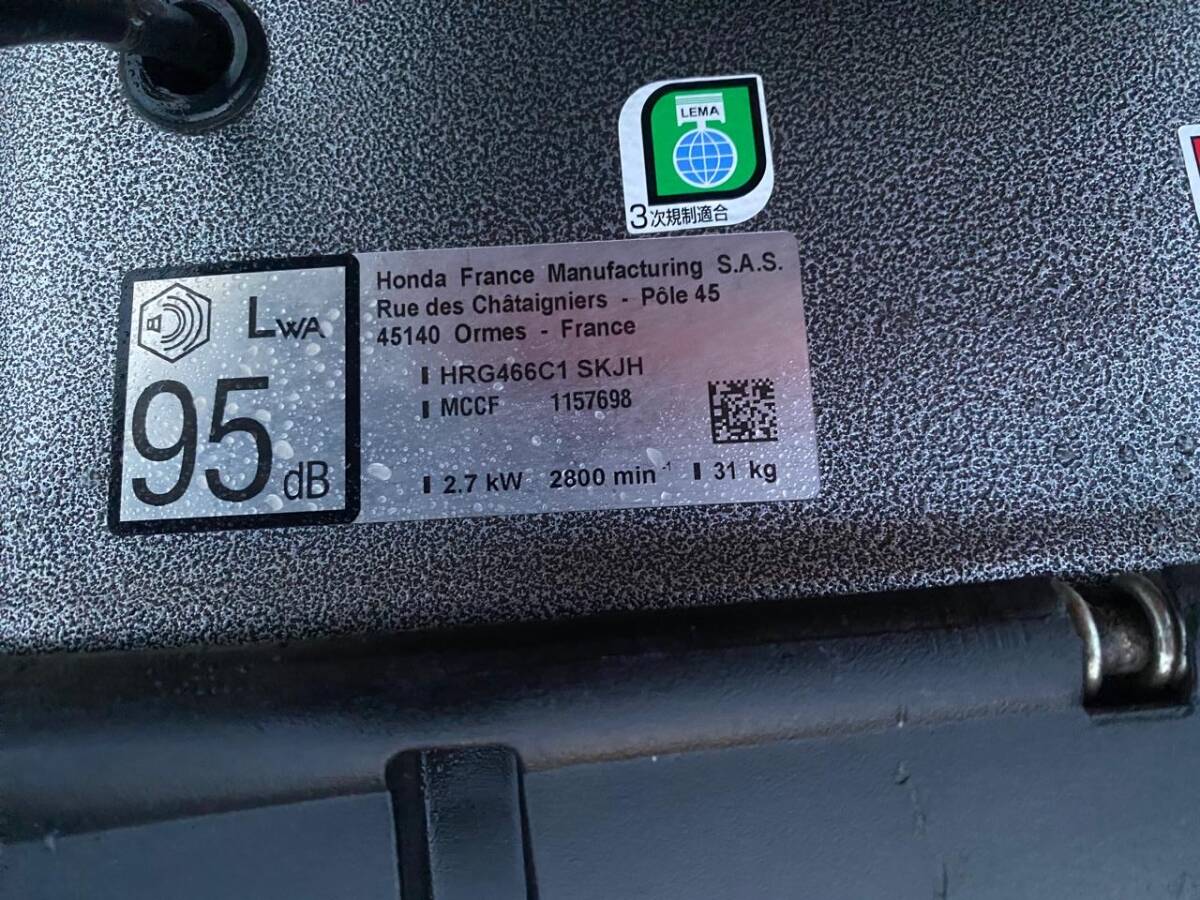 LEMA
3次規制適合
LWA
95 dB
Honda France Manufacturing S.A.S.
Rue des Châtaigniers - Pôle 45
45140 Ormes - France
HRG466C1 SKJH
MCCF 1157698
2.7 kW 2800 min⁻¹ 31 kg